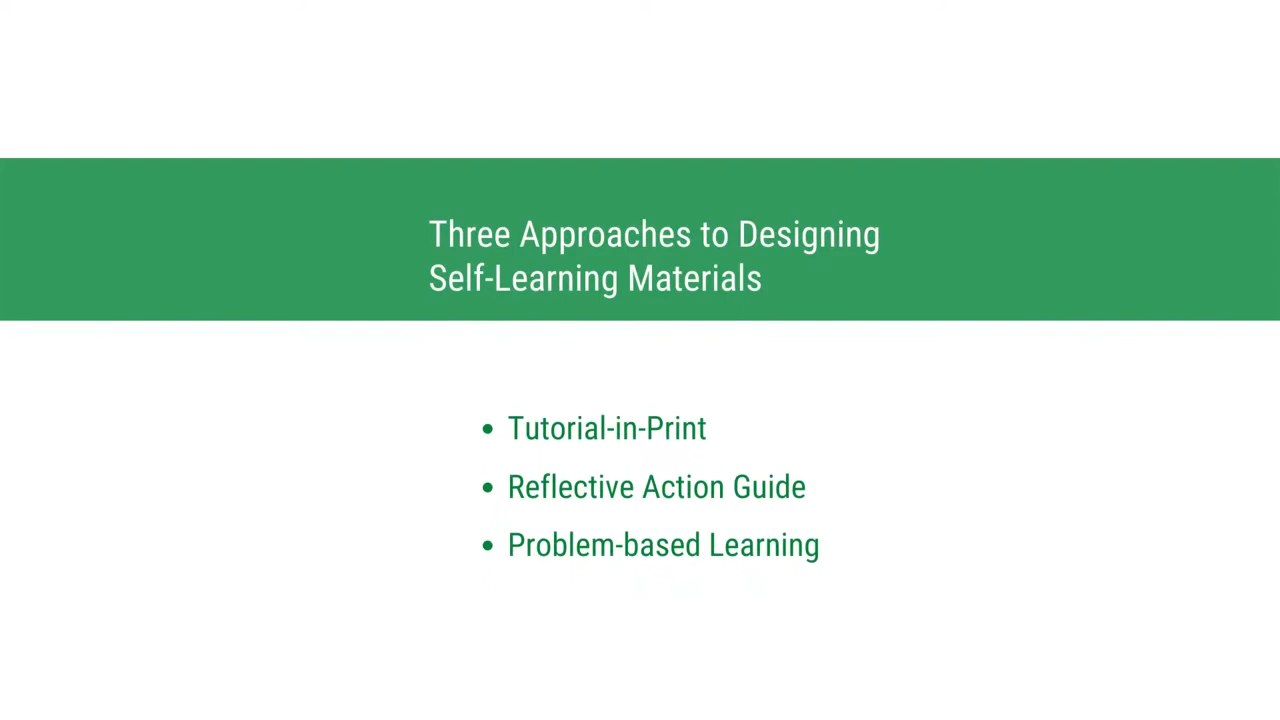 Three Approaches to Designing
Self-Learning Materials
• Tutorial-in-Print
• Reflective Action Guide
• Problem-based Learning